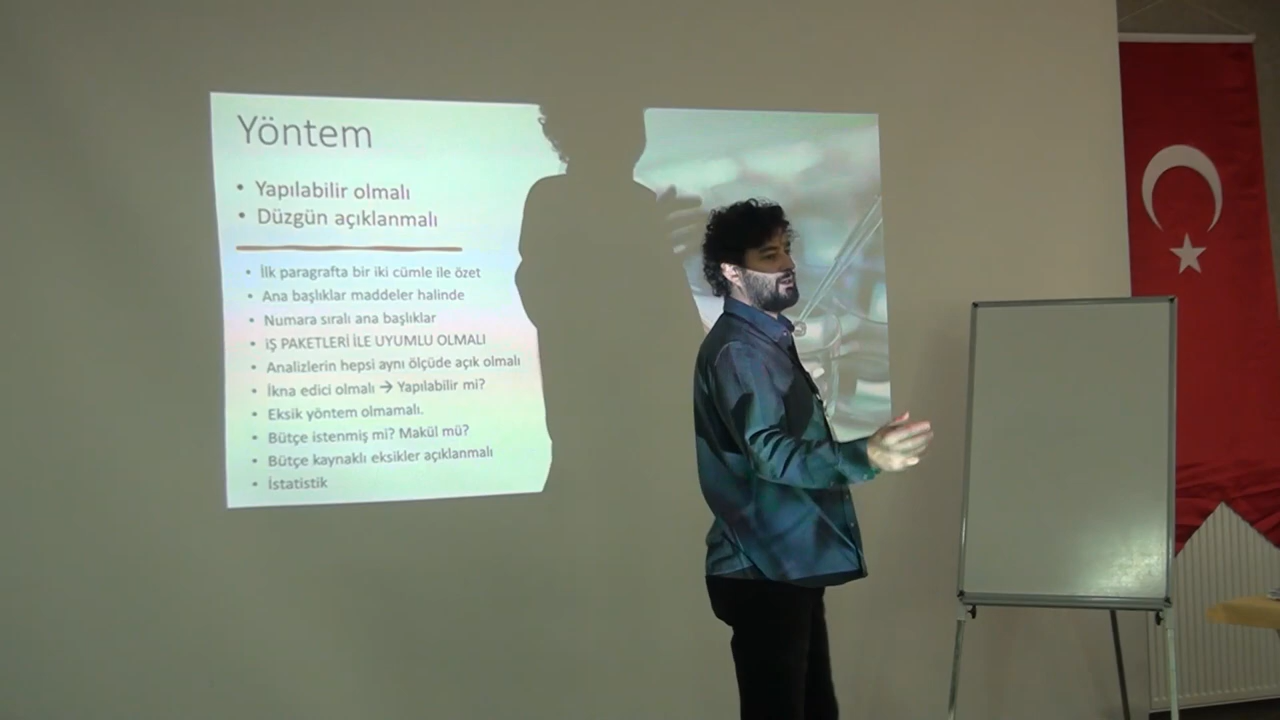 Yöntem
• Yapılabilir olmalı
• Düzgün açıklanmalı
• İlk paragrafta bir iki cümle ile özet
• Ana başlıklar maddeler halinde
• Numara sıralı ana başlıklar
• İŞ PAKETLERİ İLE UYUMLU OLMALI
• Analizlerin hepsi aynı ölçüde açık olmalı
• İkna edici olmalı → Yapılabilir mi?
• Eksik yöntem olmamalı.
• Bütçe istenmiş mi? Makül mü?
• Bütçe kaynaklı eksikler açıklanmalı
• İstatistik